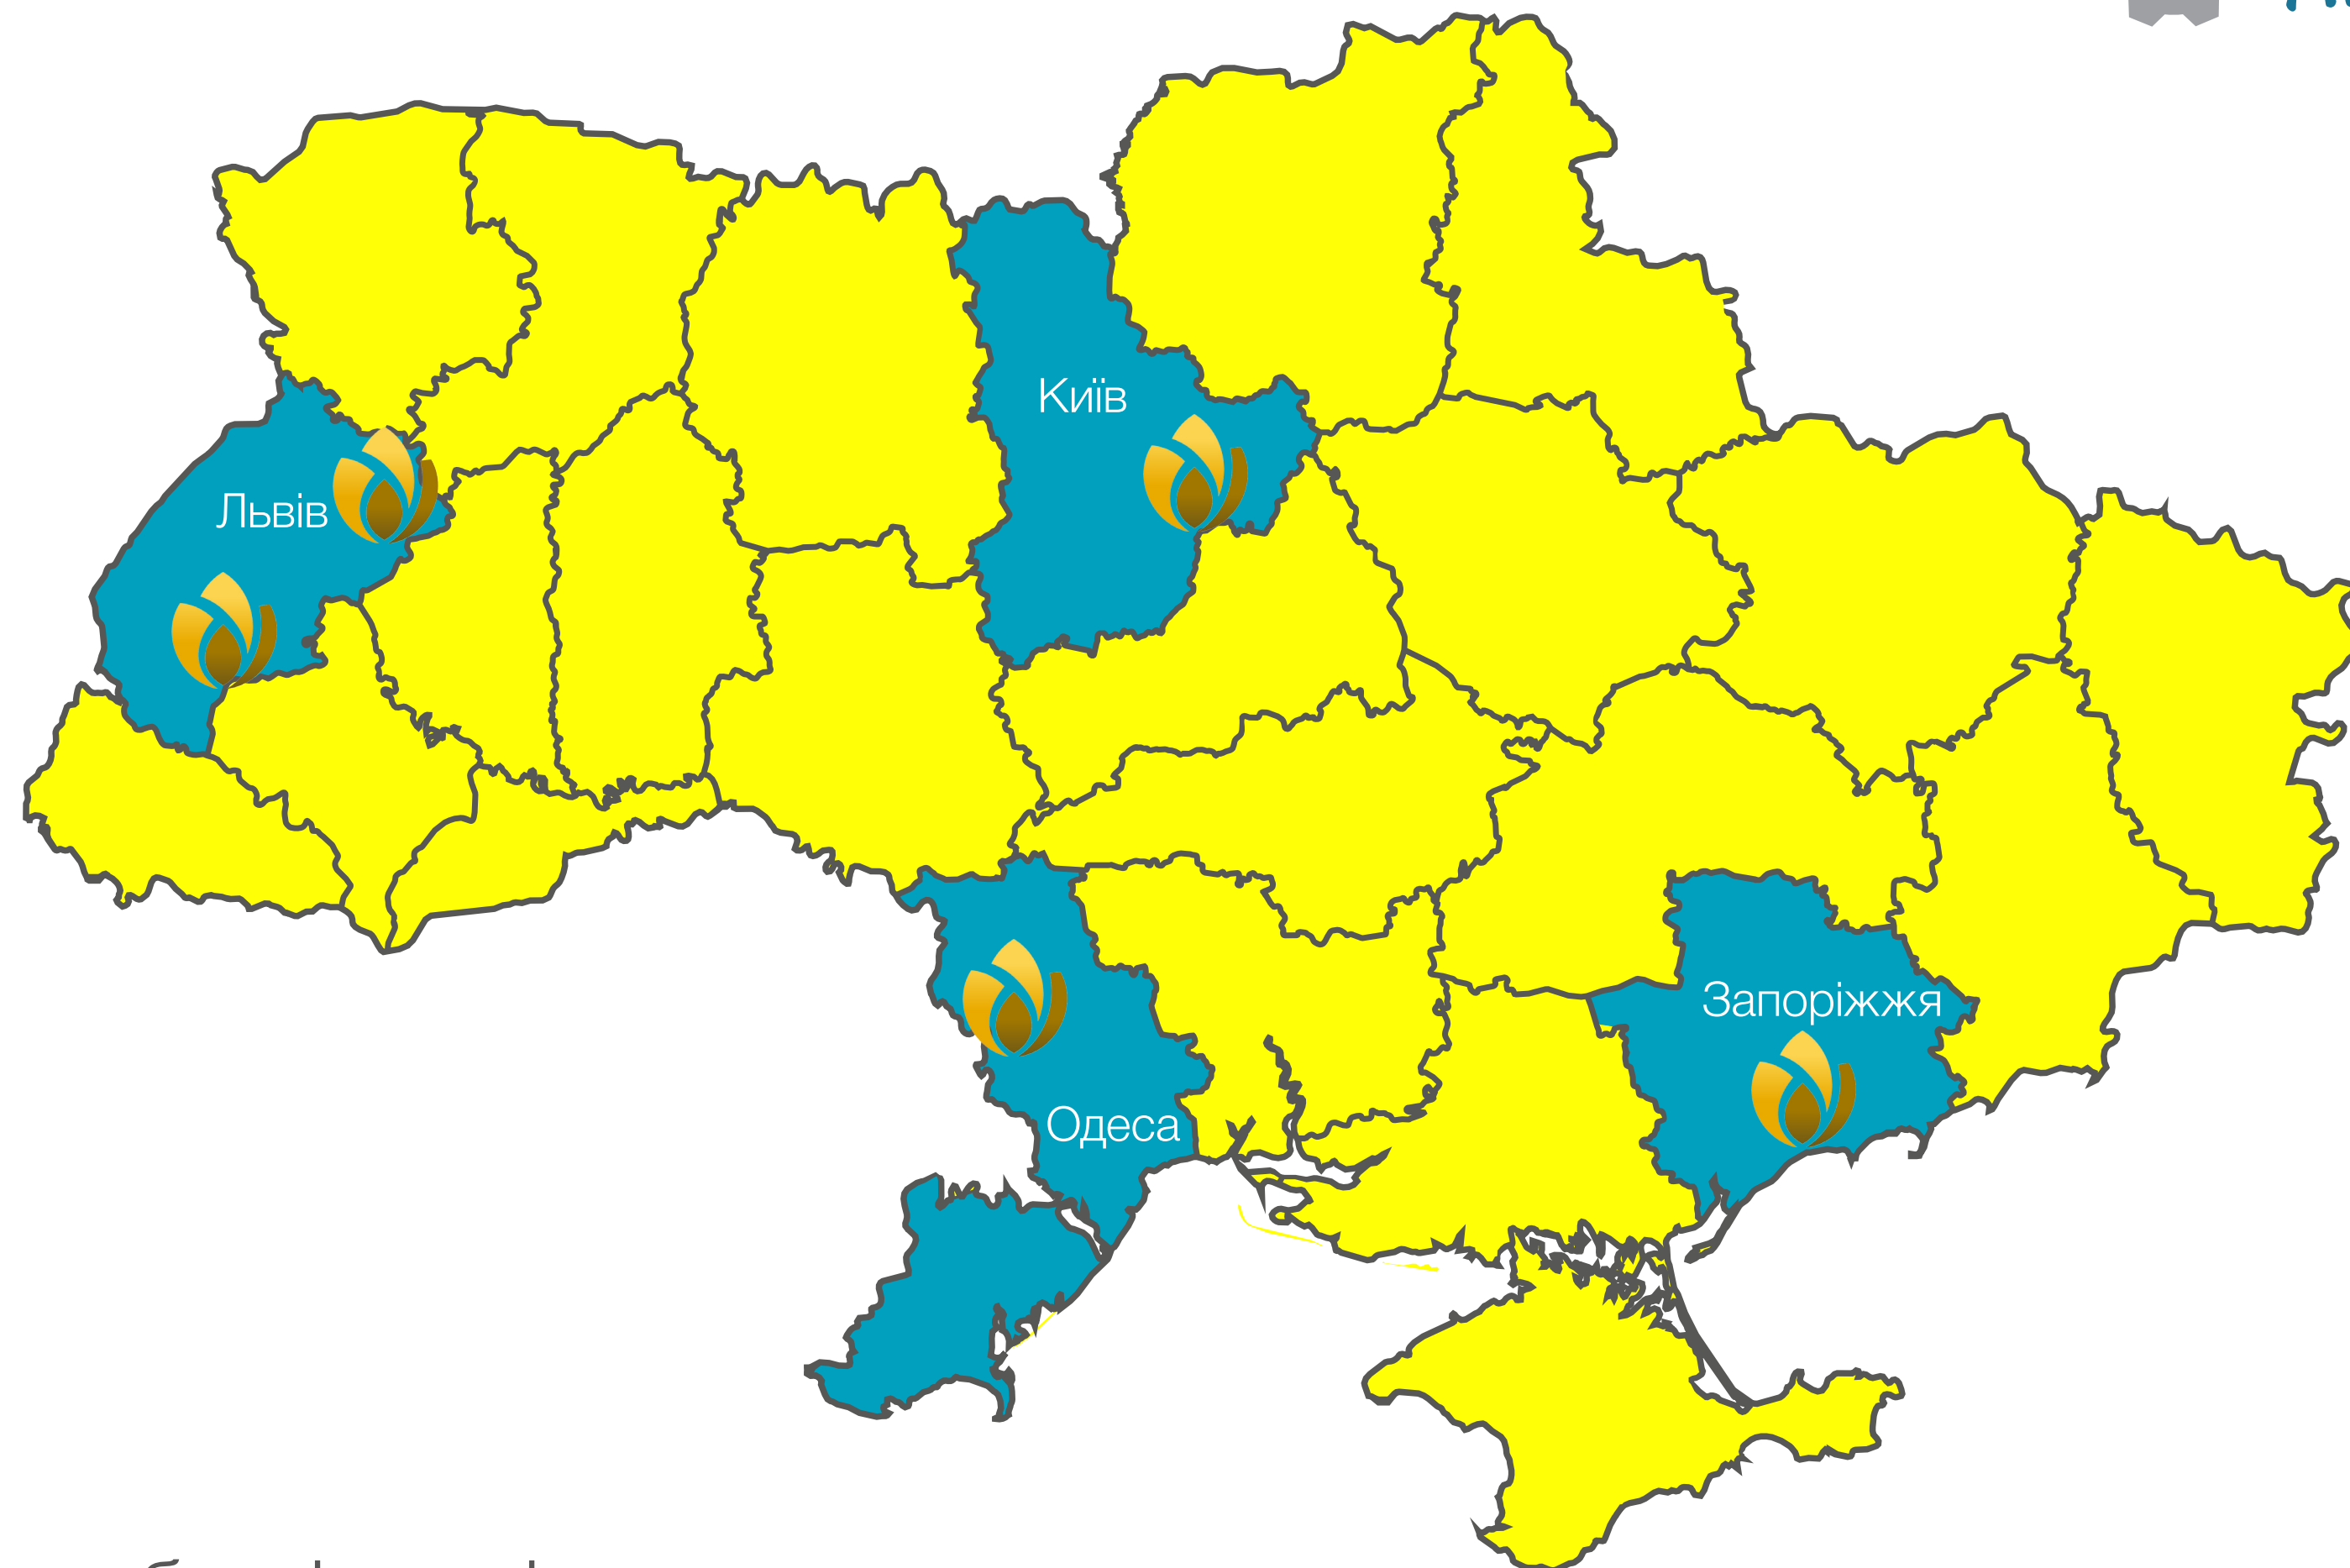 Київ
Львів
Запоріжжя
Одеса